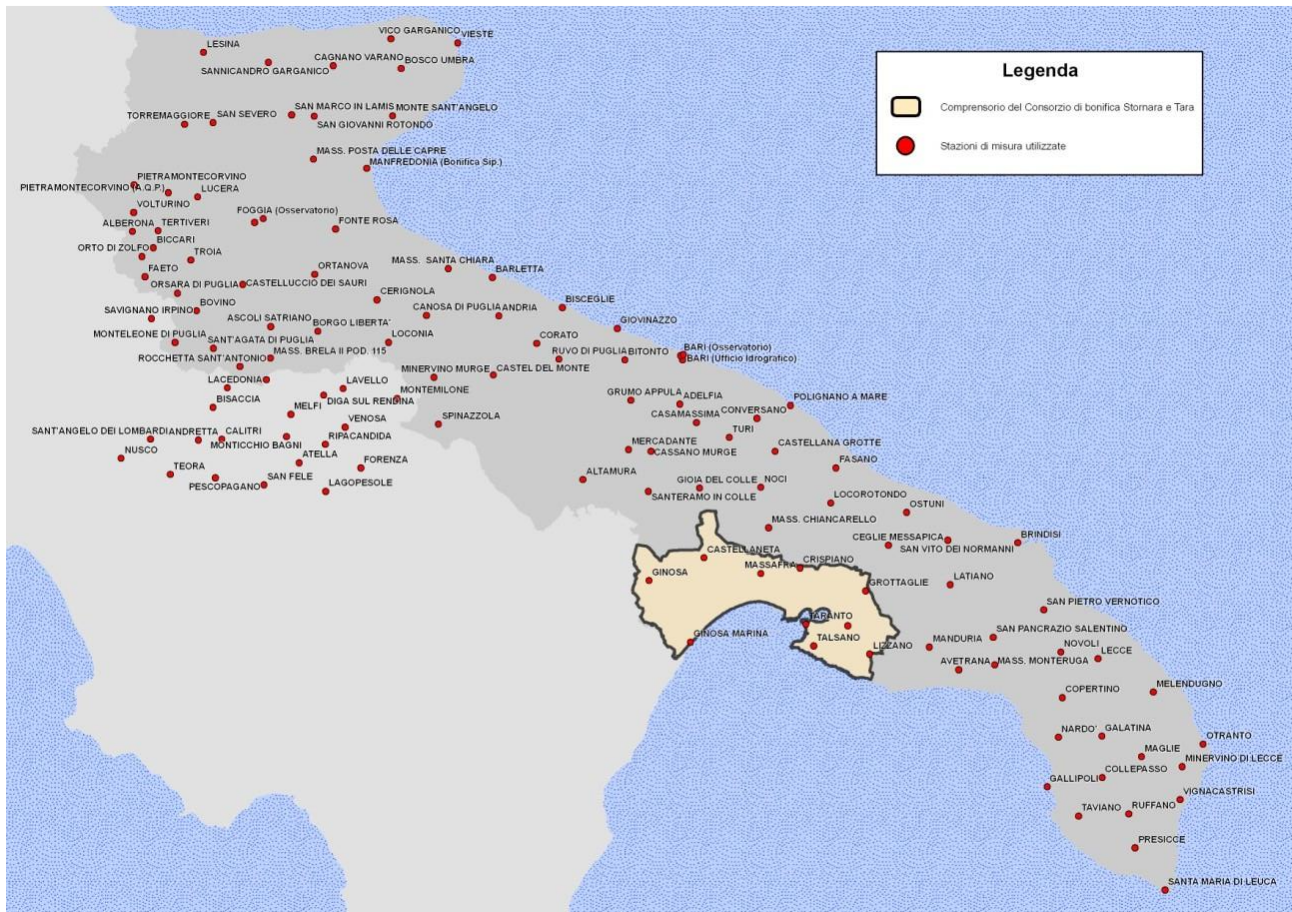 VICO GARGANICO
VIESTE
LESINA
CAGNANO VARANO
BOSCO UMBRA
SANNICANDRO GARGANICO
Legenda
Comprensorio del Consorzio di bonifica Stornara e Tara
Stazioni di misura utilizzate
SAN MARCO IN LAMIS
MONTE SANT'ANGELO
TORREMAGGIORE
SAN SEVERO
SAN GIOVANNI ROTONDO
MASS. POSTA DELLE CAPRE
MANFREDONIA (Bonifica Sip.)
PIETRAMONTECORVINO
PIETRAMONTECORVINO (A.Q.P.)
LUCERA
VOLTURINO
FOGGIA (Osservatorio)
ALBERONA
TERTIVERI
FONTE ROSA
BICCARI
ORTO DI ZOLFO
TROIA
FAETO
ORTANOVA
MASS. SANTA CHIARA
BARLETTA
ORSARA DI PUGLIA
CASTELLUCCIO DEI SAURI
CERIGNOLA
BISCEGLIE
BOVINO
SAVIGNANO IRPINO
CANOSA DI PUGLIA
ANDRIA
ASCOLI SATRIANO
BORGO LIBERTA'
GIOVINAZZO
MONTELEONE DI PUGLIA
SANT'AGATA DI PUGLIA
LOCONIA
CORATO
BARI (Osservatorio)
ROCCHETTA SANT'ANTONIO
MASS. BRELA II POD. 115
RUVO DI PUGLIA
BITONTO
BARI (Ufficio Idrografico)
MINERVINO MURGE
CASTEL DEL MONTE
LACEDONIA
LAVELLO
BISACCIA
DIGA SUL RENDINA
MONTEMILONE
GRUMO APPULA
ADELFIA
POLIGNANO A MARE
MELFI
SPINAZZOLA
CASAMASSIMA
CONVERSANO
VENOSA
TURI
SANT'ANGELO DEI LOMBARDI
ANDRETTA
CALITRI
MONTICCHIO BAGNI
RIPACANDIDA
MERCADANTE
CASSANO MURGE
CASTELLANA GROTTE
NUSCO
ATELLA
FORENZA
FASANO
TEORA
ALTAMURA
PESCOPAGANO
SAN FELE
LAGOPESOLE
GIOIA DEL COLLE
NOCI
SANTERAMO IN COLLE
LOCOROTONDO
OSTUNI
MASS. CHIANCARELLO
CEGLIE MESSAPICA
BRINDISI
SAN VITO DEI NORMANNI
CASTELLANETA
CRISPIANO
GINOSA
MASSAFRA
GROTTAGLIE
LATIANO
SAN PIETRO VERNOTICO
TARANTO
GINOSA MARINA
TALSANO
LIZZANO
MANDURIA
SAN PANCRAZIO SALENTINO
NOVOLI
LECCE
AVETRANA
MASS. MONTERUGA
COPERTINO
MELENDUGNO
NARDO'
GALATINA
OTRANTO
MAGLIE
MINERVINO DI LECCE
COLLEPASSO
GALLIPOLI
VIGNACASTRISI
TAVIANO
RUFFANO
PRESICCE
SANTA MARIA DI LEUCA